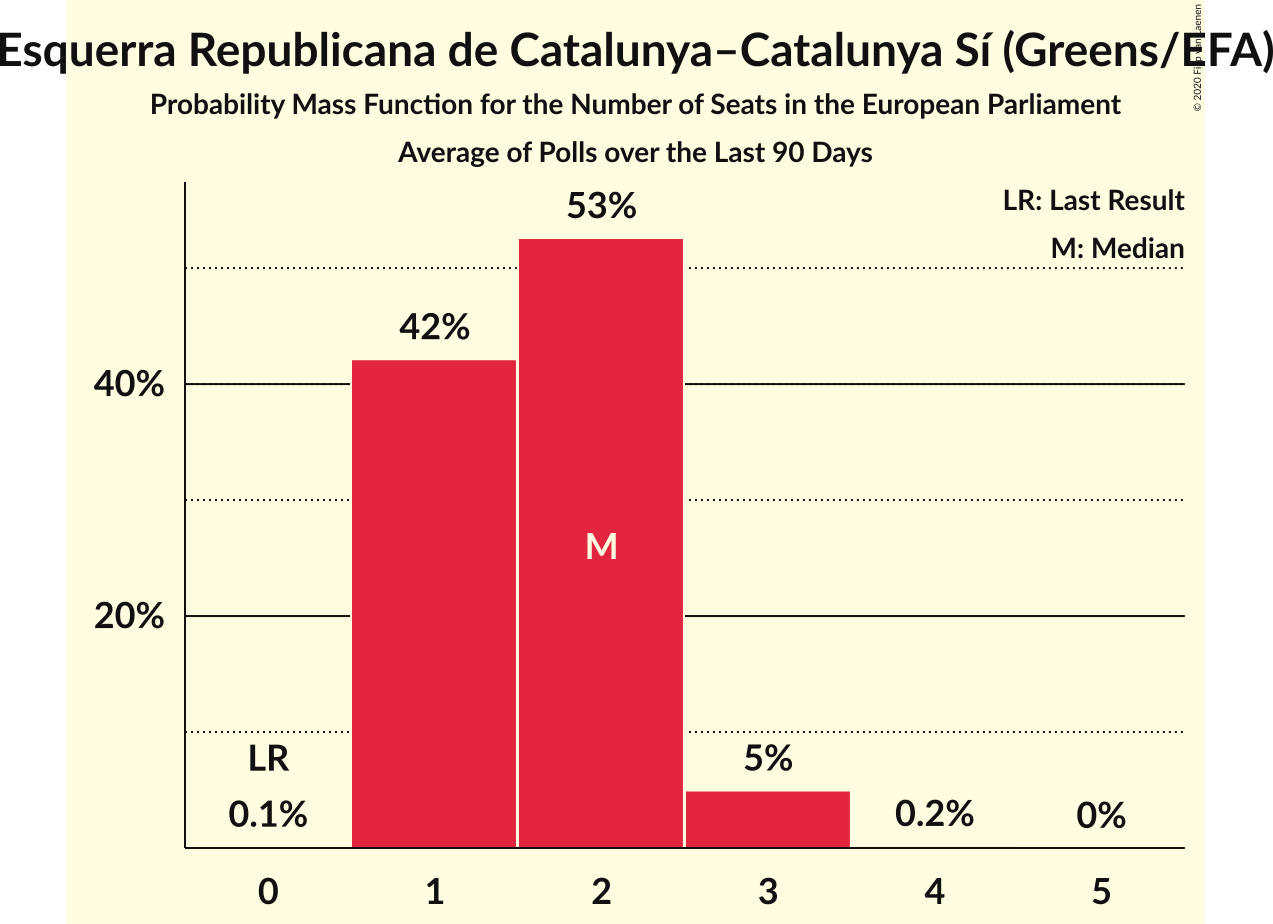 Esquerra Republicana de Catalunya–Catalunya Sí (Greens/EFA)
Probability Mass Function for the Number of Seats in the European Parliament
Average of Polls over the Last 90 Days
© 2020 Filip
LR: Last Result
M: Median
53%
42%
40%
M
20%
LR
5%
0.1%
0.2%
0%
0 1 2 3 4 5